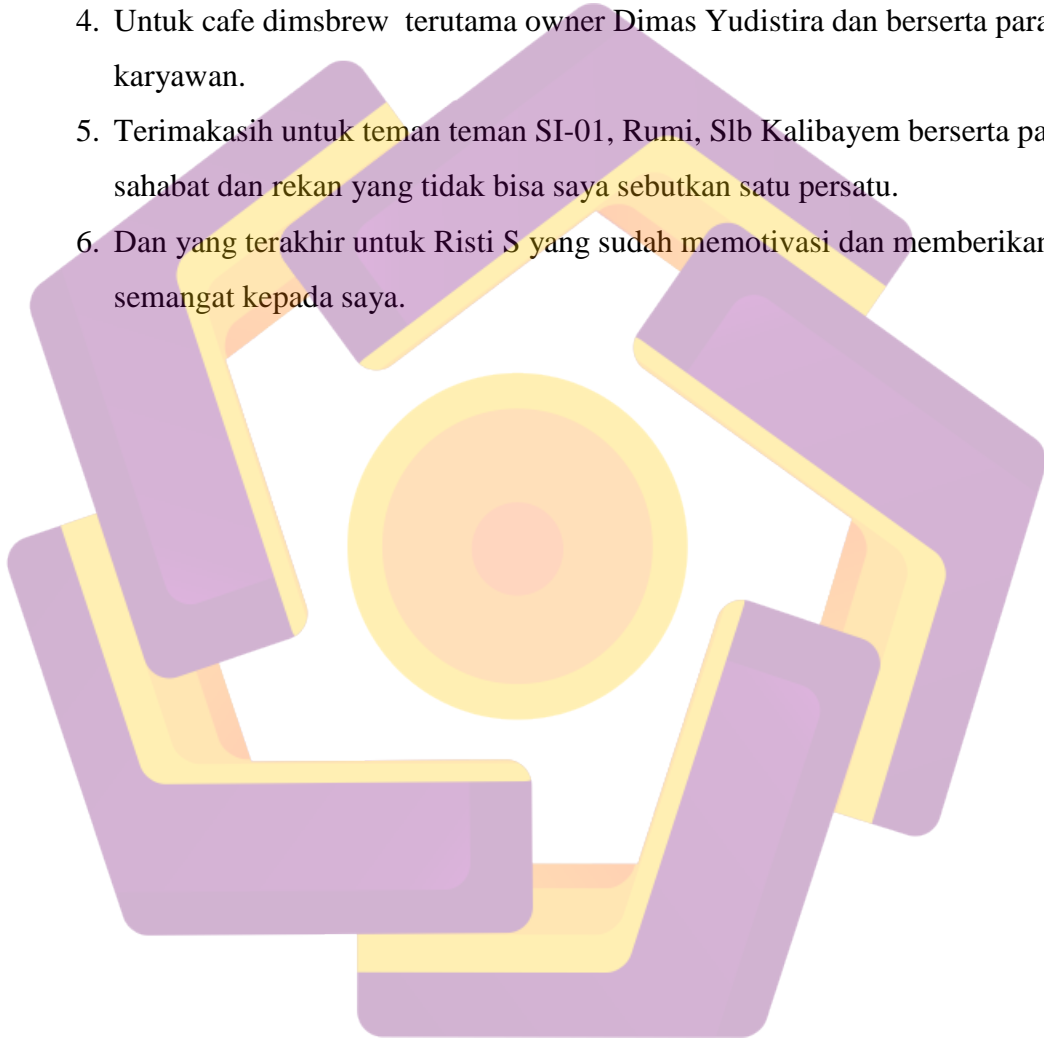 4. Untuk cafe dimsbrew  terutama owner Dimas Yudistira dan berserta para
karyawan.
5. Terimakasih untuk teman teman SI-01, Rumi, Slb Kalibayem berserta pa
sahabat dan rekan yang tidak bisa saya sebutkan satu persatu.
6. Dan yang terakhir untuk Risti S yang sudah memotivasi dan memberikan
semangat kepada saya.